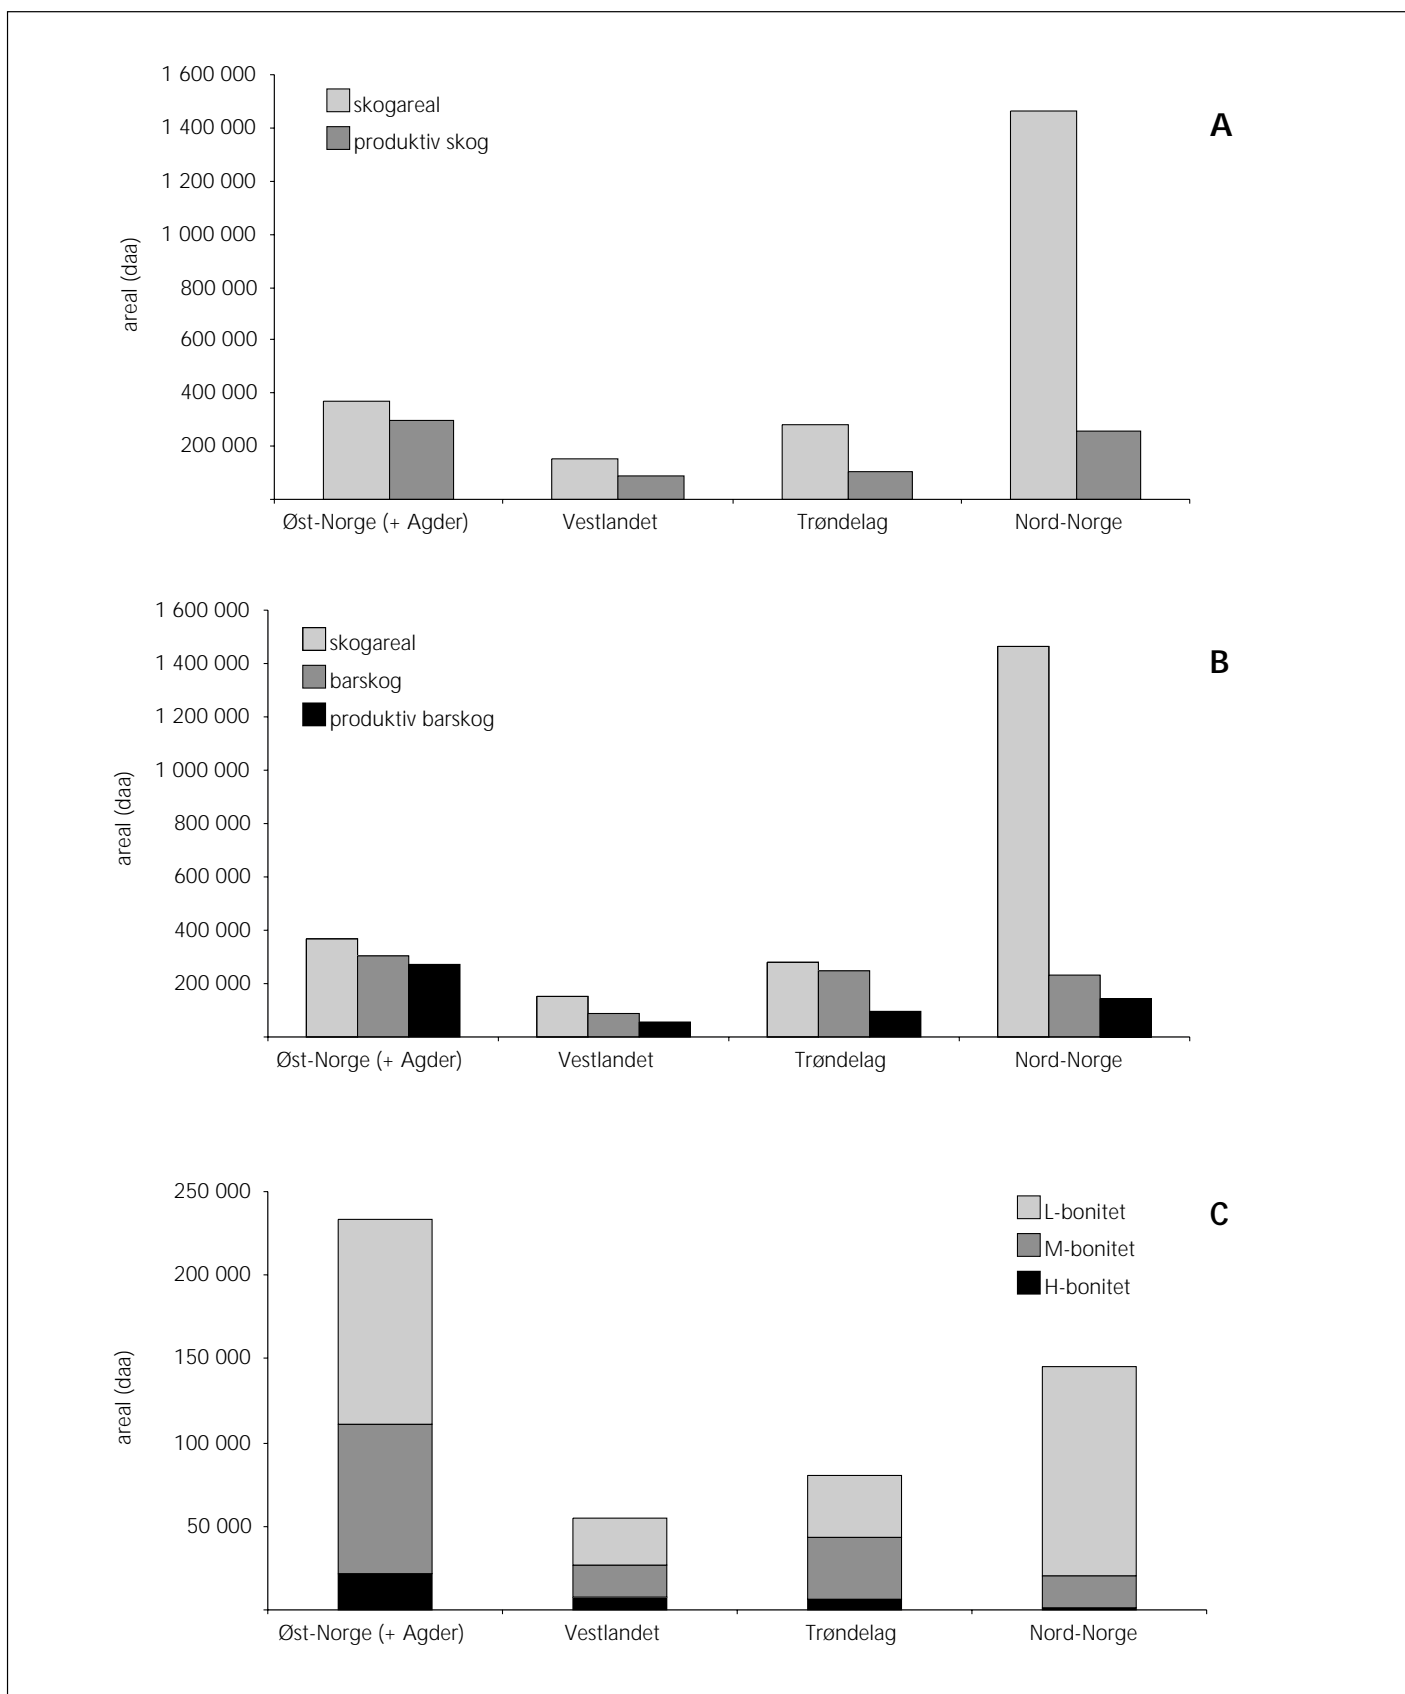 A
1 600 000
1 400 000
1 200 000
1 000 000
800 000
600 000
400 000
200 000
areal (daa)
skogareal
produktiv skog
Øst-Norge (+ Agder) Vestlandet Trøndelag Nord-Norge
B
1 600 000
1 400 000
1 200 000
1 000 000
800 000
600 000
400 000
200 000
areal (daa)
skogareal
barskog
produktiv barskog
Øst-Norge (+ Agder) Vestlandet Trøndelag Nord-Norge
C
250 000
200 000
150 000
100 000
50 000
areal (daa)
L-bonitet
M-bonitet
H-bonitet
Øst-Norge (+ Agder) Vestlandet Trøndelag Nord-Norge